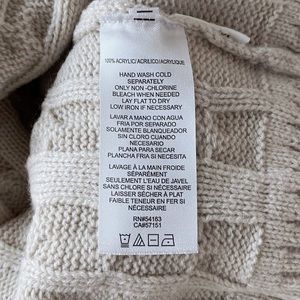 100% ACRYLIC/ACRILICO/ACRYLIQUE
HAND WASH COLD
SEPARATELY
ONLY NON-CHLORINE
BLEACH WHEN NEEDED
LAY FLAT TO DRY
LOW IRON IF NECESSARY
LAVAR A MANO CON AGUA
FRIA POR SEPARADO
SOLAMENTE BLANQUEADOR
SIN CLORO CUANDO
NECESARIO
PLANA PARA SECAR
PLANCHA FRIA SI NECESITA
LAVAGE À LA MAIN FROIDE
SÉPARÉMENT
UTILISER L'EAU DE JAVEL
SANS CHLORE SI NÉCESSAIRE
LAISSER SÉCHER À PLAT
FAIBLE TENEUR EN FER SI
NÉCESSAIRE
RN#54163
CA#57151